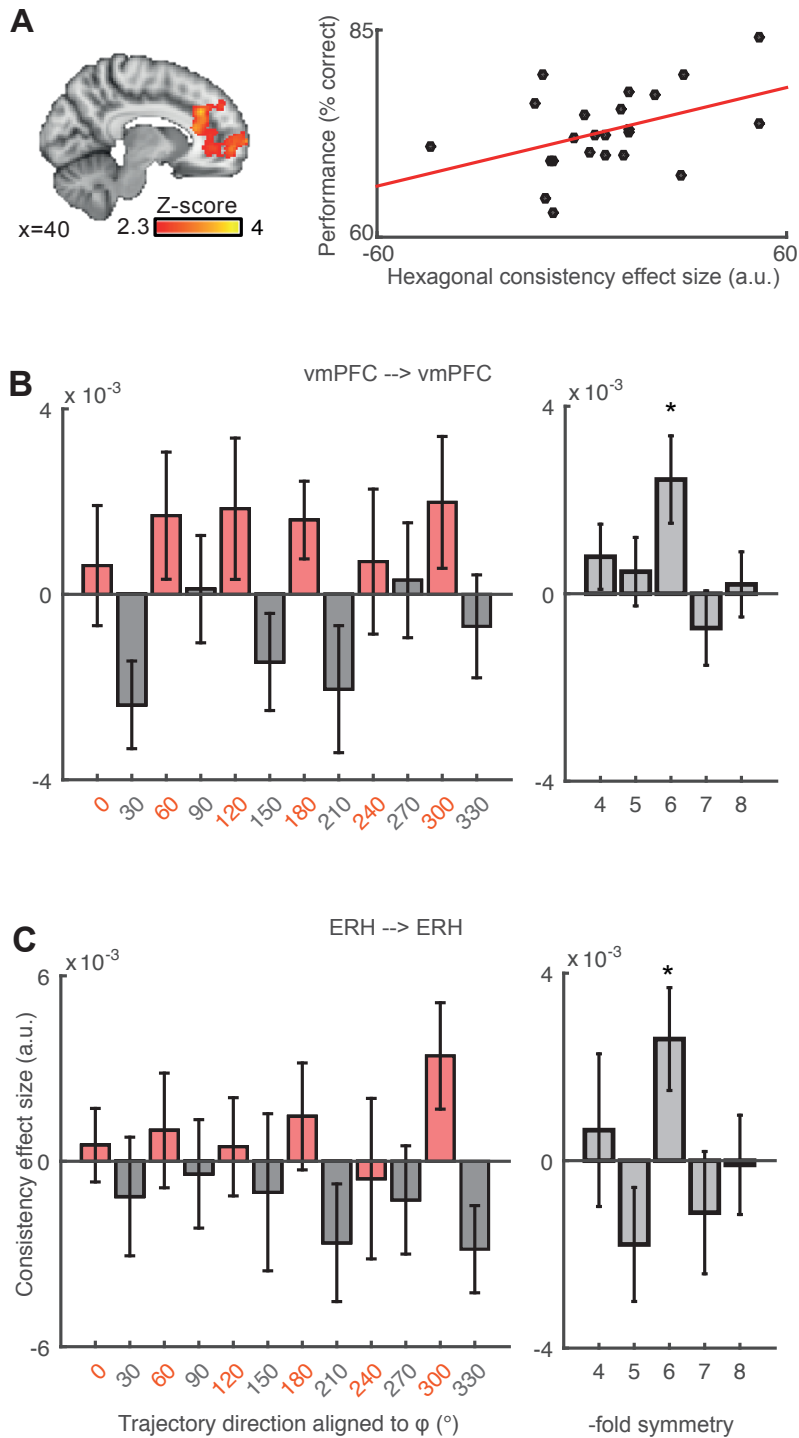 A
x=40
Z-score
2.3 4
Performance (% correct)
85
60
-60 60
Hexagonal consistency effect size (a.u.)
B
vmPFC --> vmPFC
x 10-3
4
0
-4
0 30 60 90 120 150 180 210 240 270 300 330
x 10-3
4
*
0
-4
4 5 6 7 8
C
ERH --> ERH
Consistency effect size (a.u.)
x 10-3
6
0
-6
0 30 60 90 120 150 180 210 240 270 300 330
Trajectory direction aligned to φ (°)
x 10-3
4
*
0
-4
4 5 6 7 8
-fold symmetry